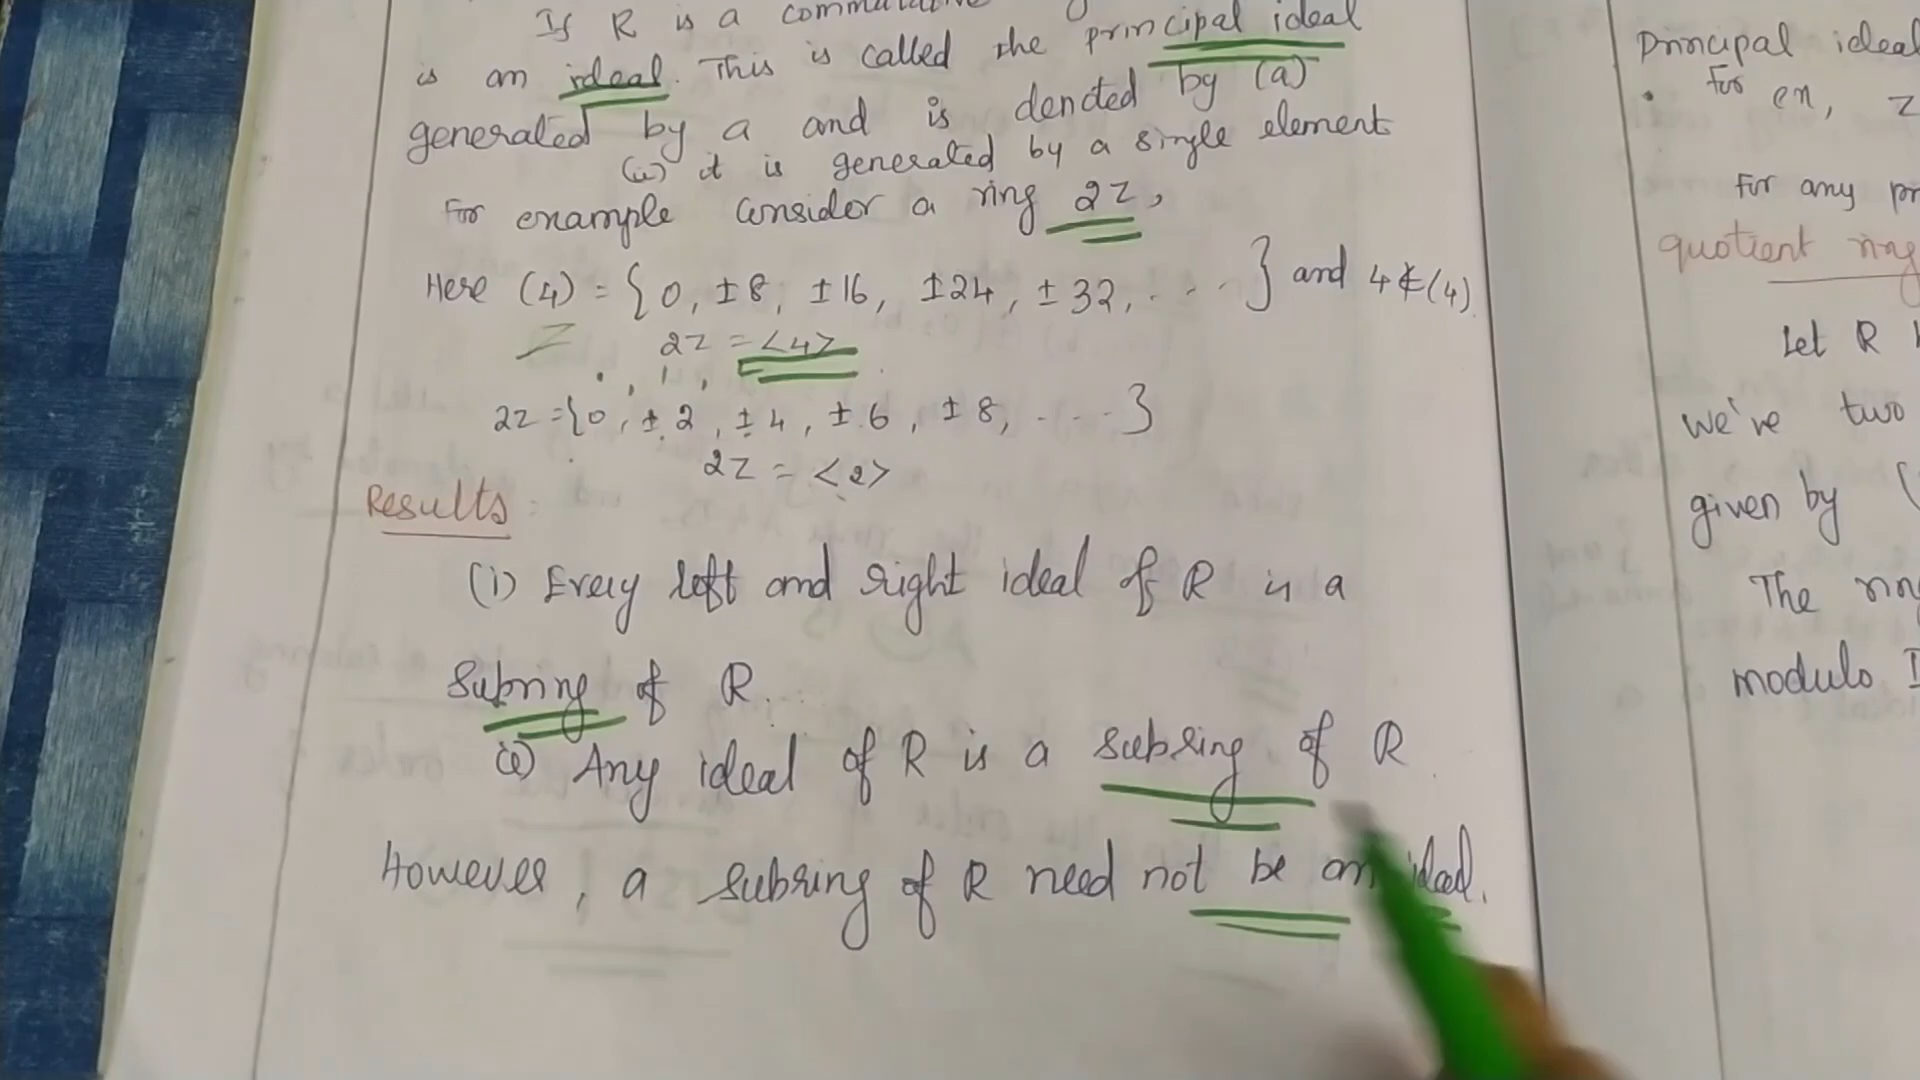 If R is a
is an ideal. This is called the principal ideal
generated by a and is denoted by (a)
(ii) it is generated by a single element
For example consider a ring 2Z,
Here (4) = {0, ±8, ±16, ±24, ±32, . . . } and 4∉(4)
2Z = <4>
2Z = {0, ±2, ±4, ±6, ±8, . . . }
2Z = <2>
Results:
(i) Every left and right ideal of R is a
Subring of R.
Any ideal of R is a subring of R.
However, a subring of R need not be an ideal.
principal ideal
For ex, Z
For any
quotient ring
Let R
We've two
given by (
The ring
modulo I